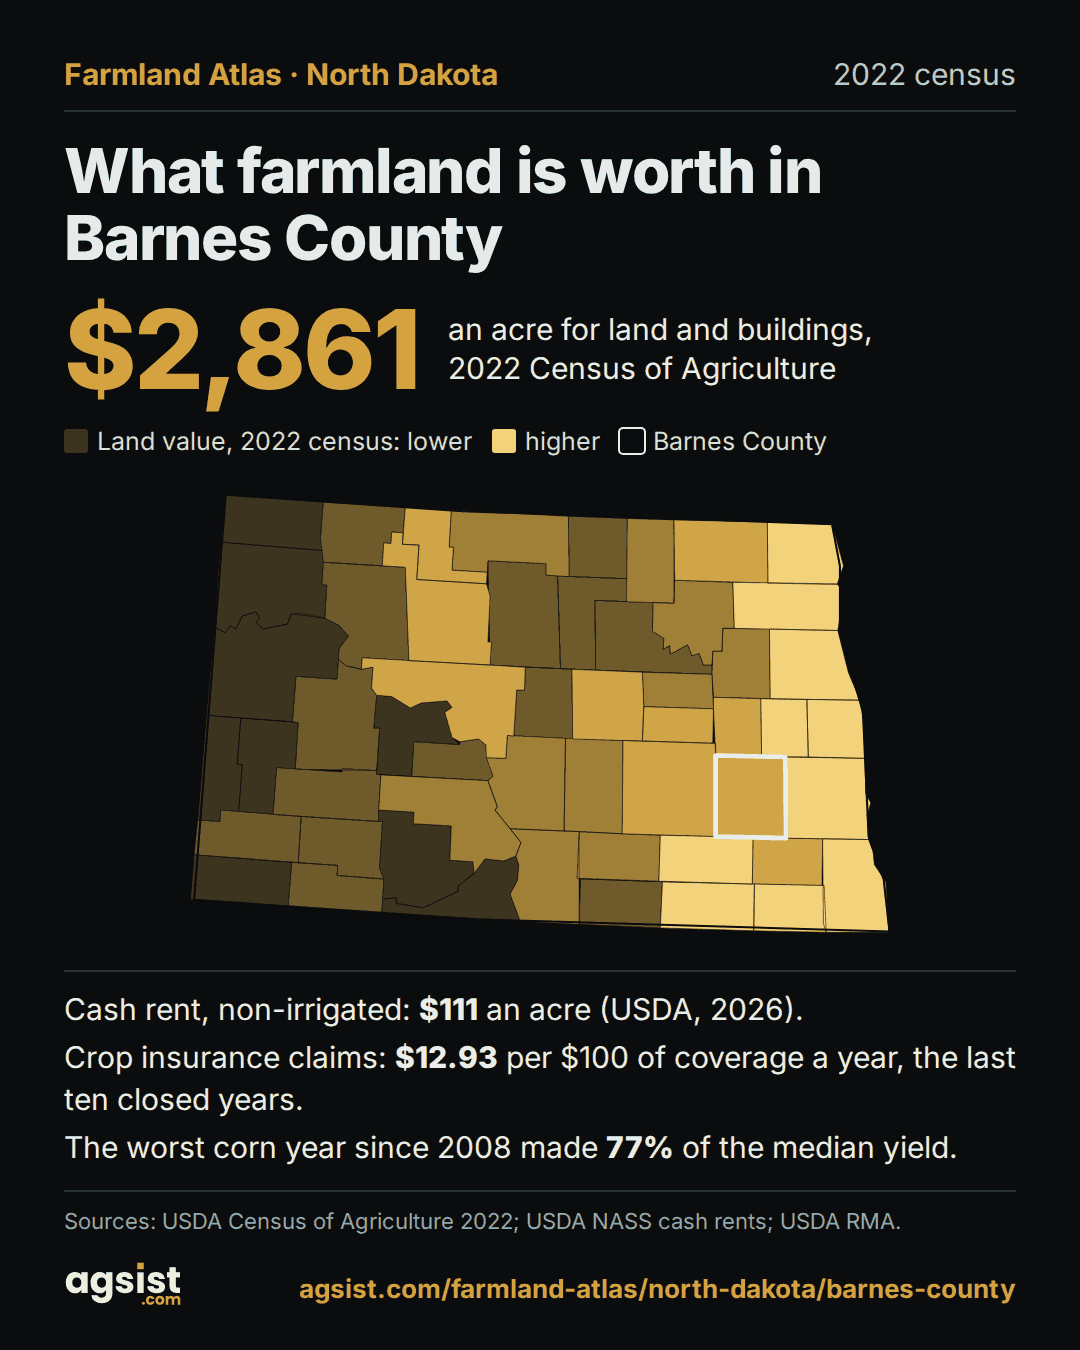 Farmland Atlas · North Dakota
2022 census
What farmland is worth in
Barnes County
$2,861
an acre for land and buildings,
2022 Census of Agriculture
Land value, 2022 census: lower
higher
Barnes County
Cash rent, non-irrigated: $111 an acre (USDA, 2026).
Crop insurance claims: $12.93 per $100 of coverage a year, the last
ten closed years.
The worst corn year since 2008 made 77% of the median yield.
Sources: USDA Census of Agriculture 2022; USDA NASS cash rents; USDA RMA.
agsist
.com
agsist.com/farmland-atlas/north-dakota/barnes-county